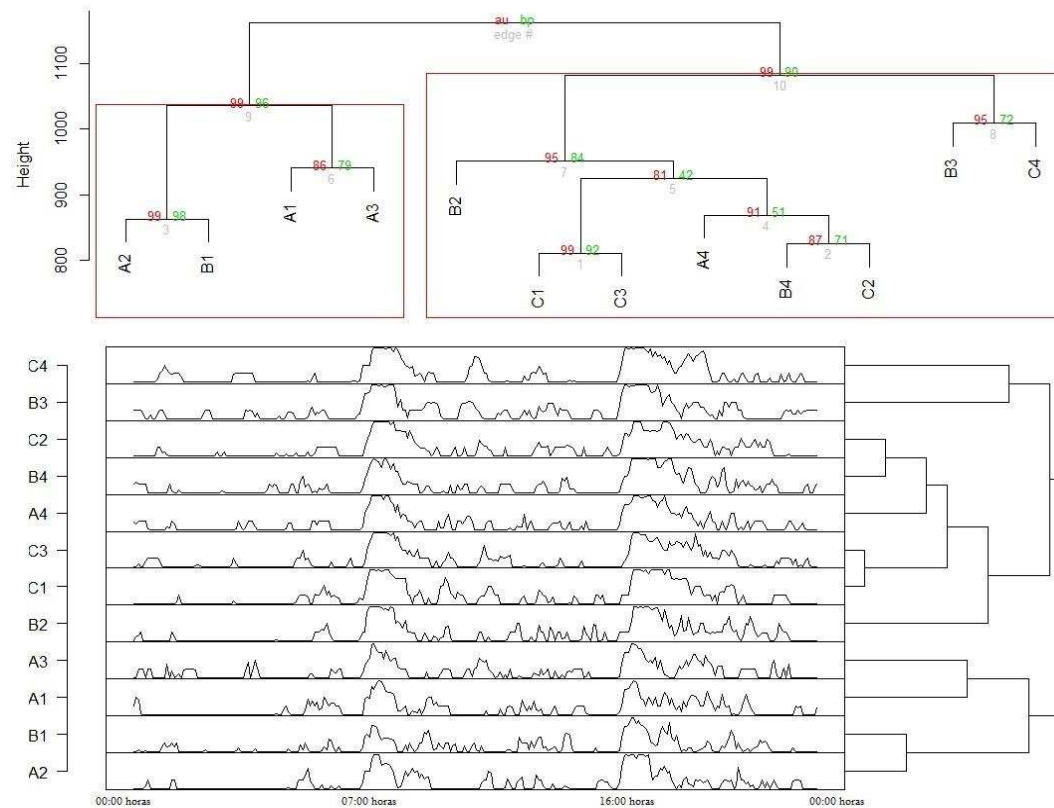 au bp
edge #
Height
1100
1000
900
800
99 90
10
99 96
9
95 72
8
95 84
7
86 79
6
81 42
5
91 51
4
99 98
3
87 71
2
99 92
1
A2
B1
A1
A3
B2
C1
C3
A4
B4
C2
B3
C4
C4
B3
C2
B4
A4
C3
C1
B2
A3
A1
B1
A2
00:00 horas 07:00 horas 16:00 horas 00:00 horas